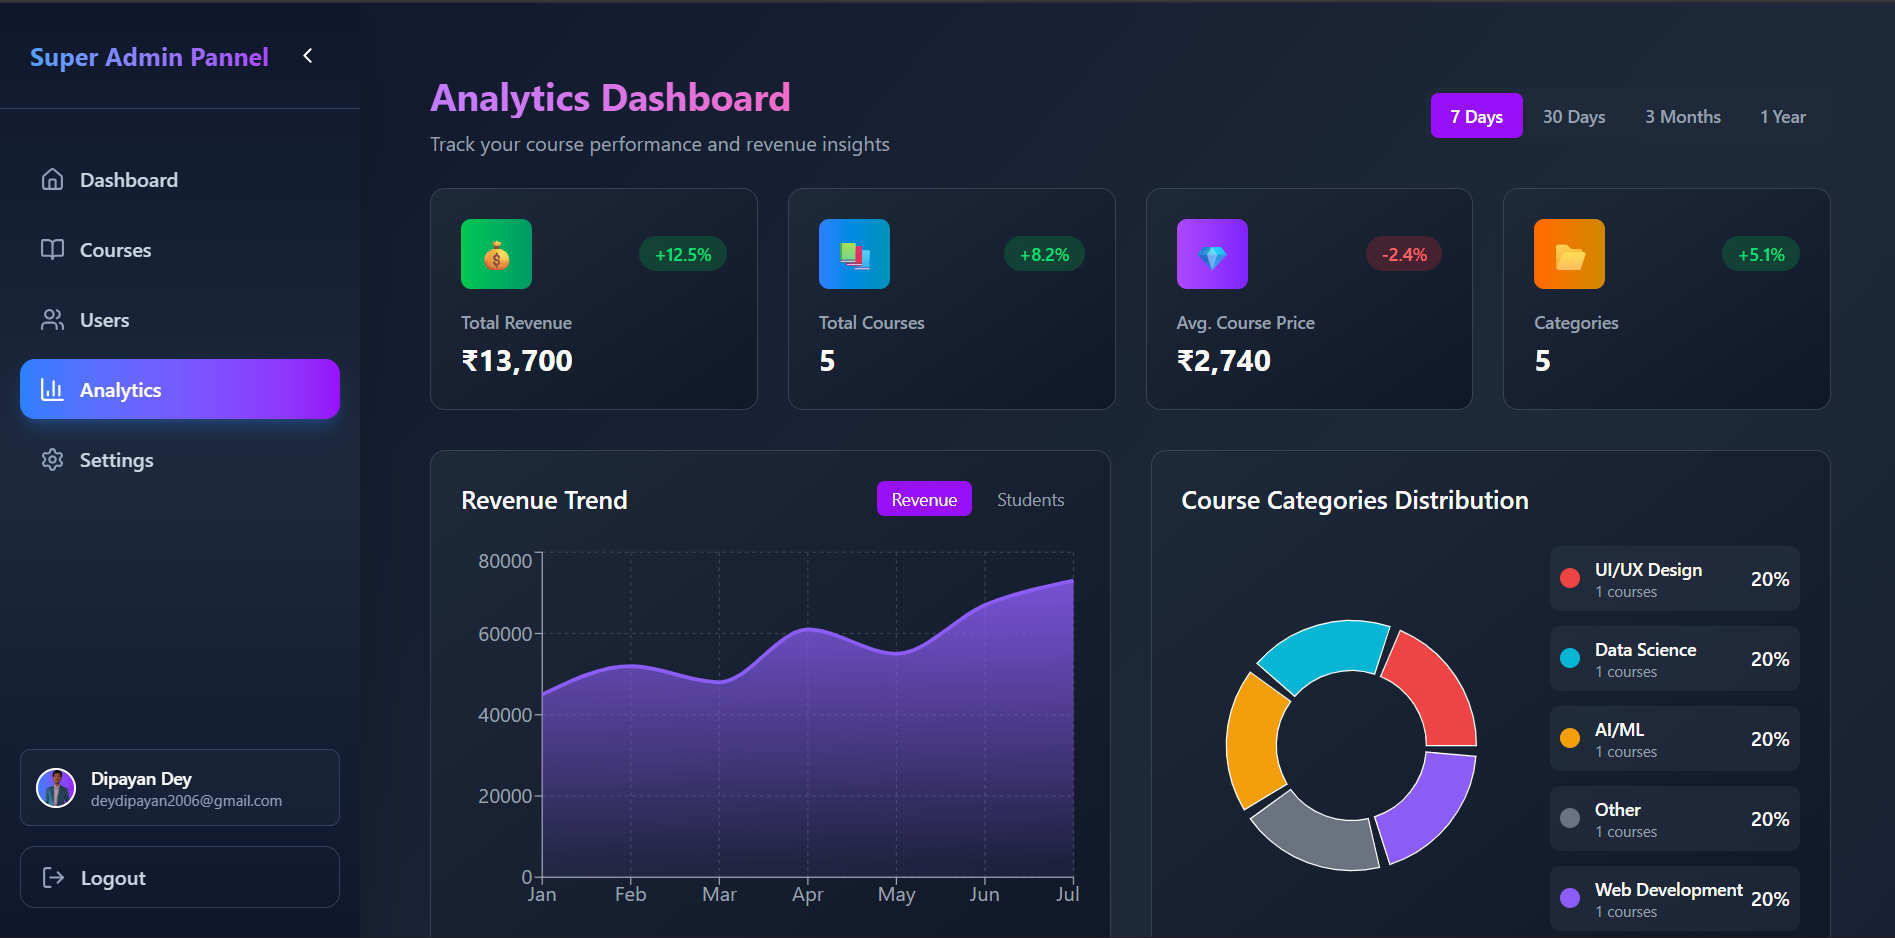 Super Admin Pannel
Dashboard
Courses
Users
Analytics
Settings
Dipayan Dey
deydipayan2006@gmail.com
Logout
Analytics Dashboard
Track your course performance and revenue insights
7 Days
30 Days
3 Months
1 Year
+12.5%
Total Revenue
₹13,700
+8.2%
Total Courses
5
-2.4%
Avg. Course Price
₹2,740
+5.1%
Categories
5
Revenue Trend
Revenue
Students
80000
60000
40000
20000
0
Jan Feb Mar Apr May Jun Jul
Course Categories Distribution
UI/UX Design
1 courses
20%
Data Science
1 courses
20%
AI/ML
1 courses
20%
Other
1 courses
20%
Web Development
1 courses
20%